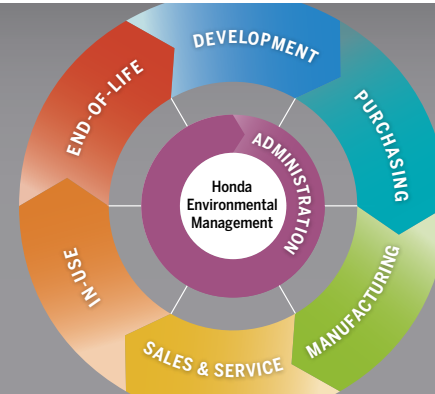 DEVELOPMENT
PURCHASING
MANUFACTURING
SALES & SERVICE
IN-USE
END-OF-LIFE
ADMINISTRATION
Honda
Environmental
Management